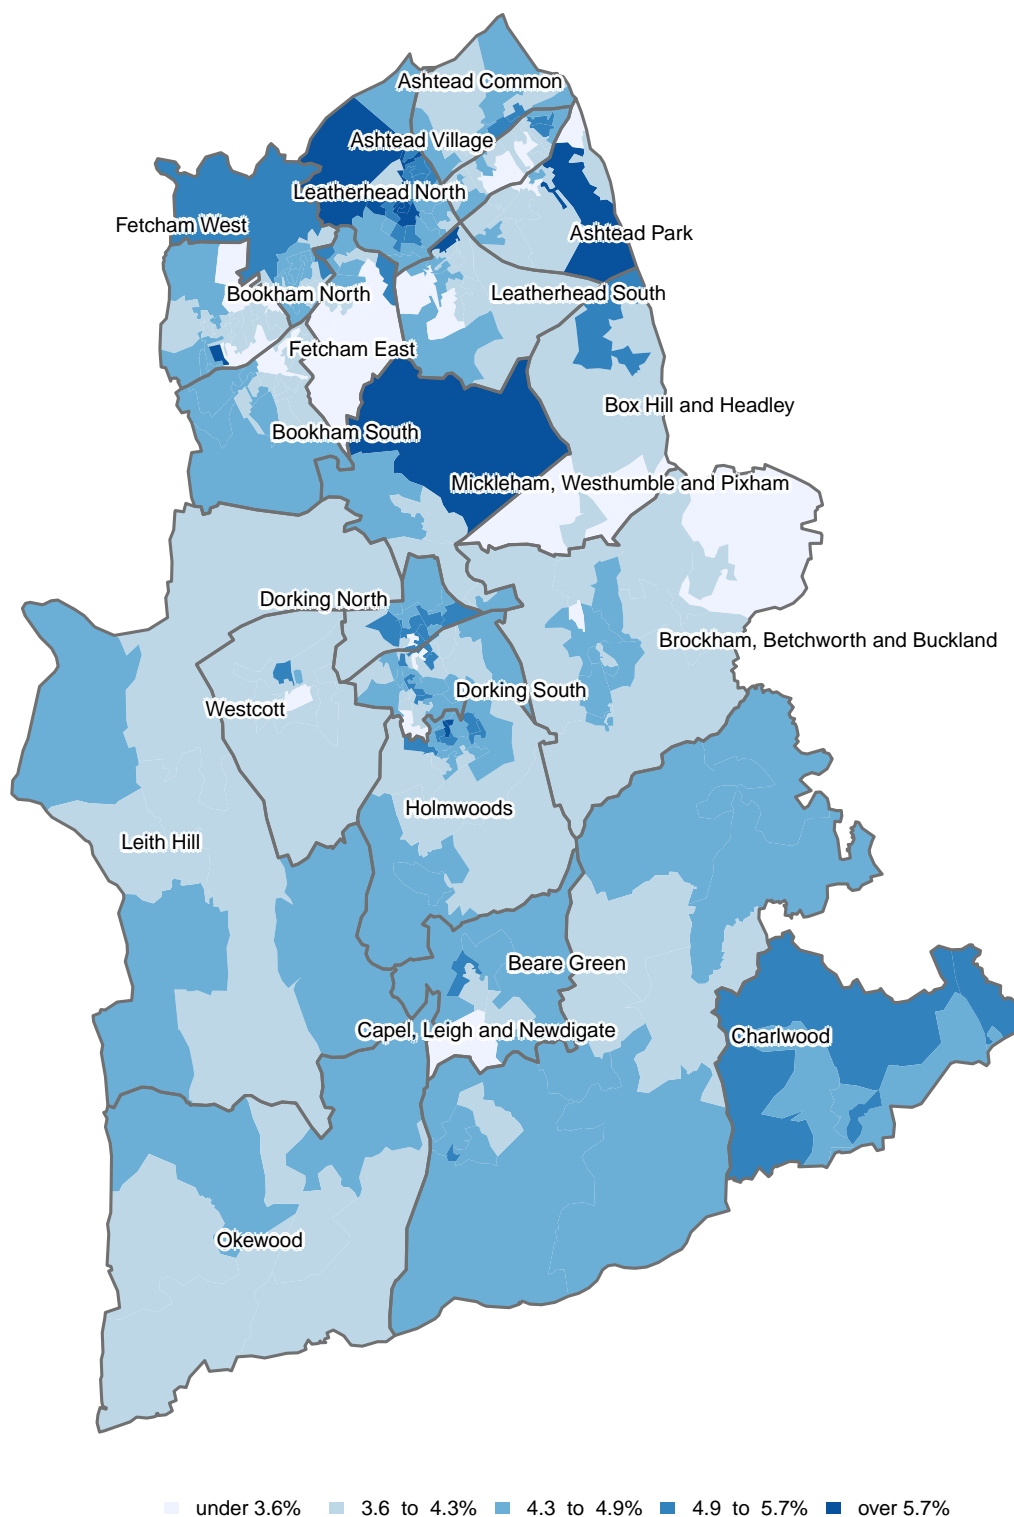 Ashtead Common
Ashtead Village
Leatherhead North
Fetcham West
Ashtead Park
Bookham North
Leatherhead South
Fetcham East
Box Hill and Headley
Bookham South
Mickleham, Westhumble and Pixham
Dorking North
Brockham, Betchworth and Buckland
Dorking South
Westcott
Holmwoods
Leith Hill
Beare Green
Capel, Leigh and Newdigate
Charlwood
Okewood
under 3.6% 3.6 to 4.3% 4.3 to 4.9% 4.9 to 5.7% over 5.7%